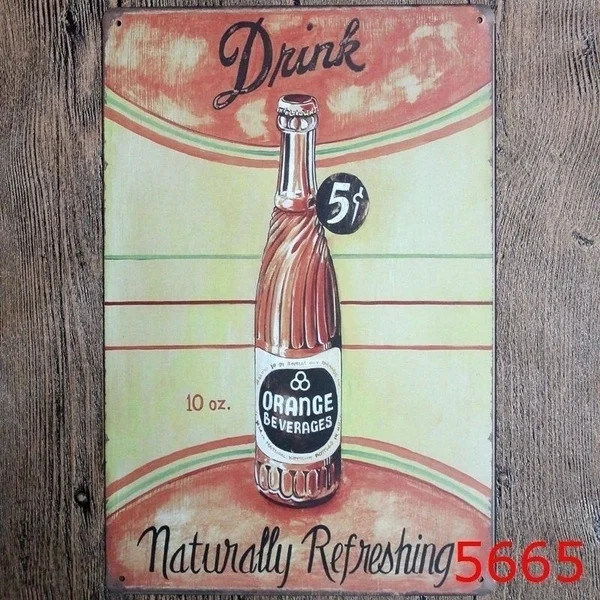 Drink
5¢
10 oz.
ORANGE
BEVERAGES
Naturally Refreshing
5665